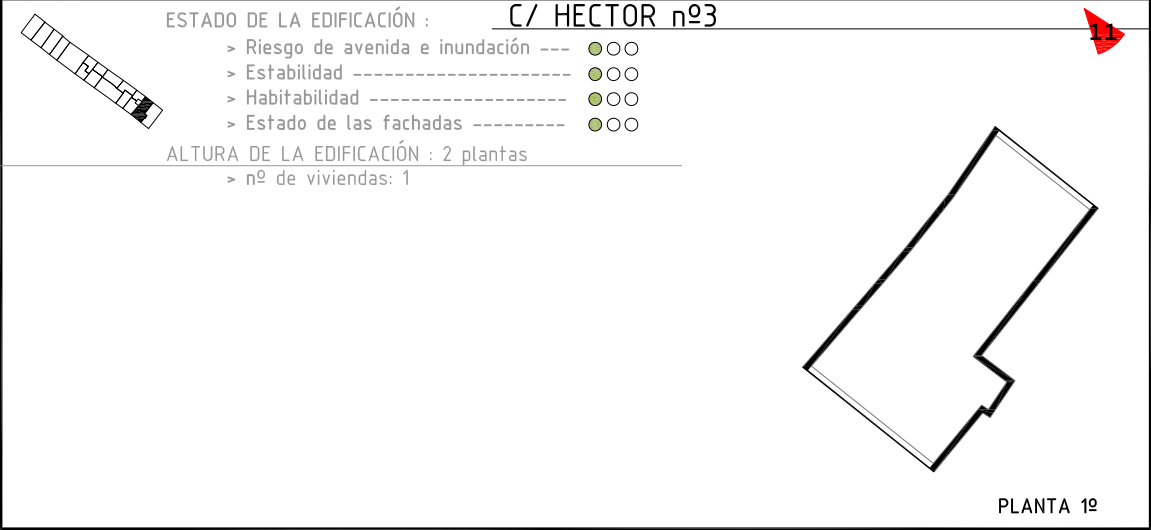 C/ HECTOR nº3
11
ESTADO DE LA EDIFICACIÓN :
> Riesgo de avenida e inundación ---
> Estabilidad ---------------------
> Habitabilidad -------------------
> Estado de las fachadas ---------
ALTURA DE LA EDIFICACIÓN : 2 plantas
> nº de viviendas: 1
PLANTA 1º